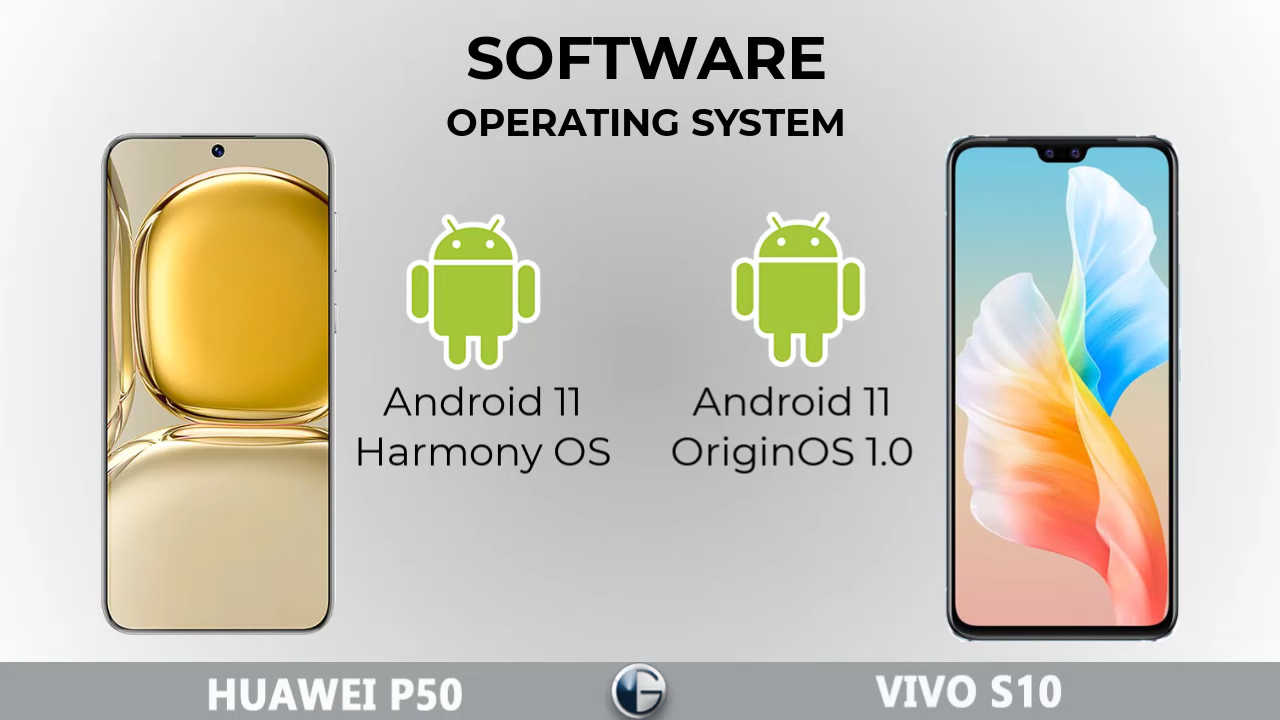 SOFTWARE
OPERATING SYSTEM
Android 11
Harmony OS
Android 11
OriginOS 1.0
HUAWEI P50
G
VIVO S10